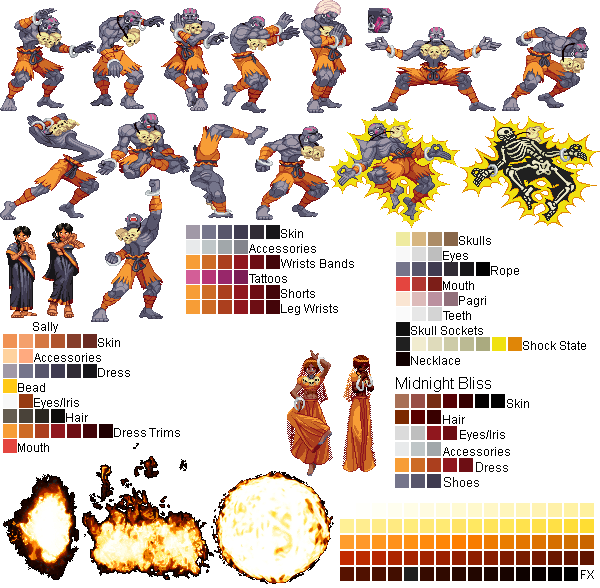 Skin
Accessories
Wrists Bands
Tattoos
Shorts
Leg Wrists
Skulls
Eyes
Rope
Mouth
Pagri
Teeth
Skull Sockets
Shock State
Necklace
Sally
Skin
Accessories
Dress
Bead
Eyes/Iris
Hair
Dress Trims
Mouth
Midnight Bliss
Skin
Hair
Eyes/Iris
Accessories
Dress
Shoes
FX